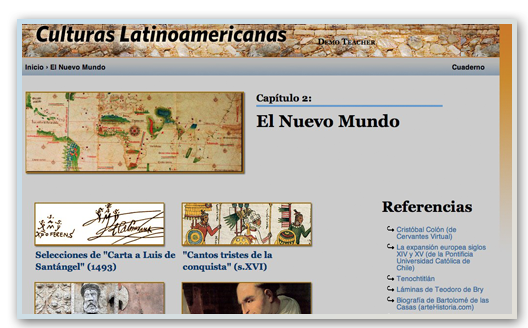 Culturas Latinoamericanas
DEMO TEACHER
Inicio › El Nuevo Mundo
Cuaderno
Capítulo 2:
El Nuevo Mundo
Selecciones de "Carta a Luis de
Santángel" (1493)
"Cantos tristes de la
conquista" (s.XVI)
Referencias
Cristóbal Colón (de
Cervantes Virtual)
La expansión europea siglos
XIV y XV (de la Pontificia
Universidad Católica de
Chile)
Tenochtitlán
Láminas de Teodoro de Bry
Biografía de Bartolomé de las
Casas (arteHistoria.com)